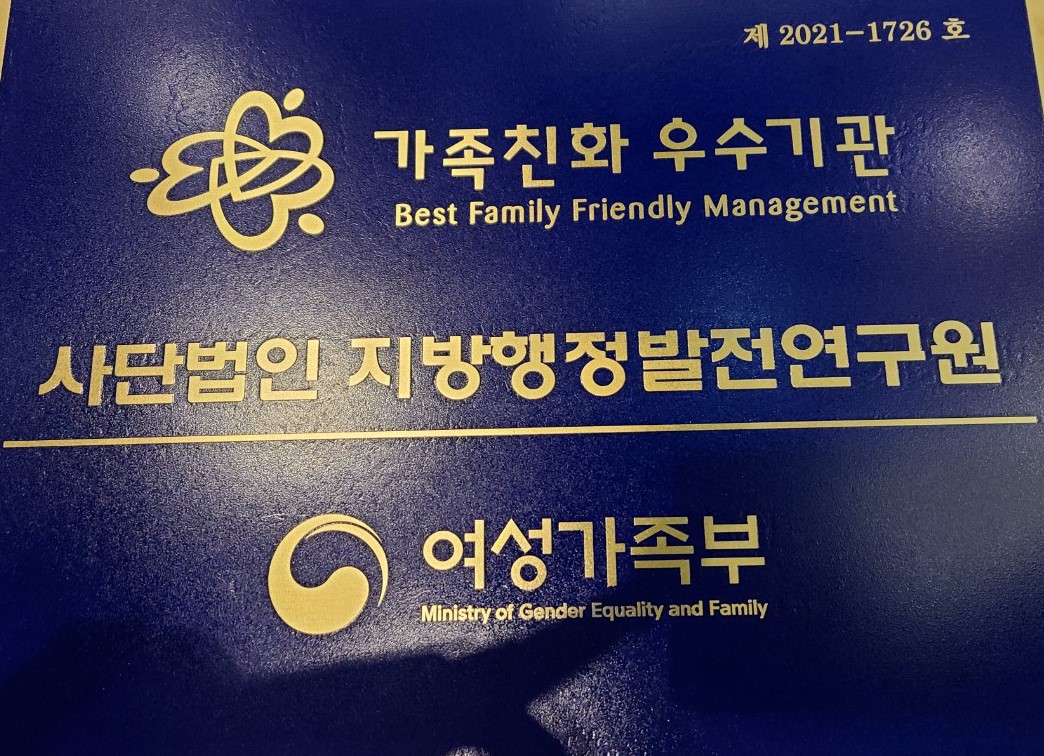 제 2021-1726 호
가족친화 우수기관
Best Family Friendly Management
사단법인 지방행정발전연구원
여성가족부
Ministry of Gender Equality and Family